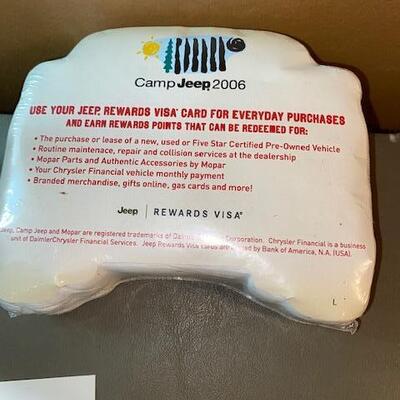 Camp Jeep 2006
USE YOUR JEEP® REWARDS VISA® CARD FOR EVERYDAY PURCHASES
AND EARN REWARDS POINTS THAT CAN BE REDEEMED FOR:
• The purchase or lease of a new, used or Five Star Certified Pre-Owned Vehicle
• Routine maintenace, repair and collision services at the dealership
• Mopar Parts and Authentic Accessories by Mopar
• Your Chrysler Financial vehicle monthly payment
• Branded merchandise, gifts online, gas cards and more!
Jeep | REWARDS VISA®
Jeep, Camp Jeep and Mopar are registered trademarks of Corporation. Chrysler Financial is a business
unit of DaimlerChrysler Financial Services. Jeep Rewards Visa cards are by Bank of America, N.A. (USA).
L